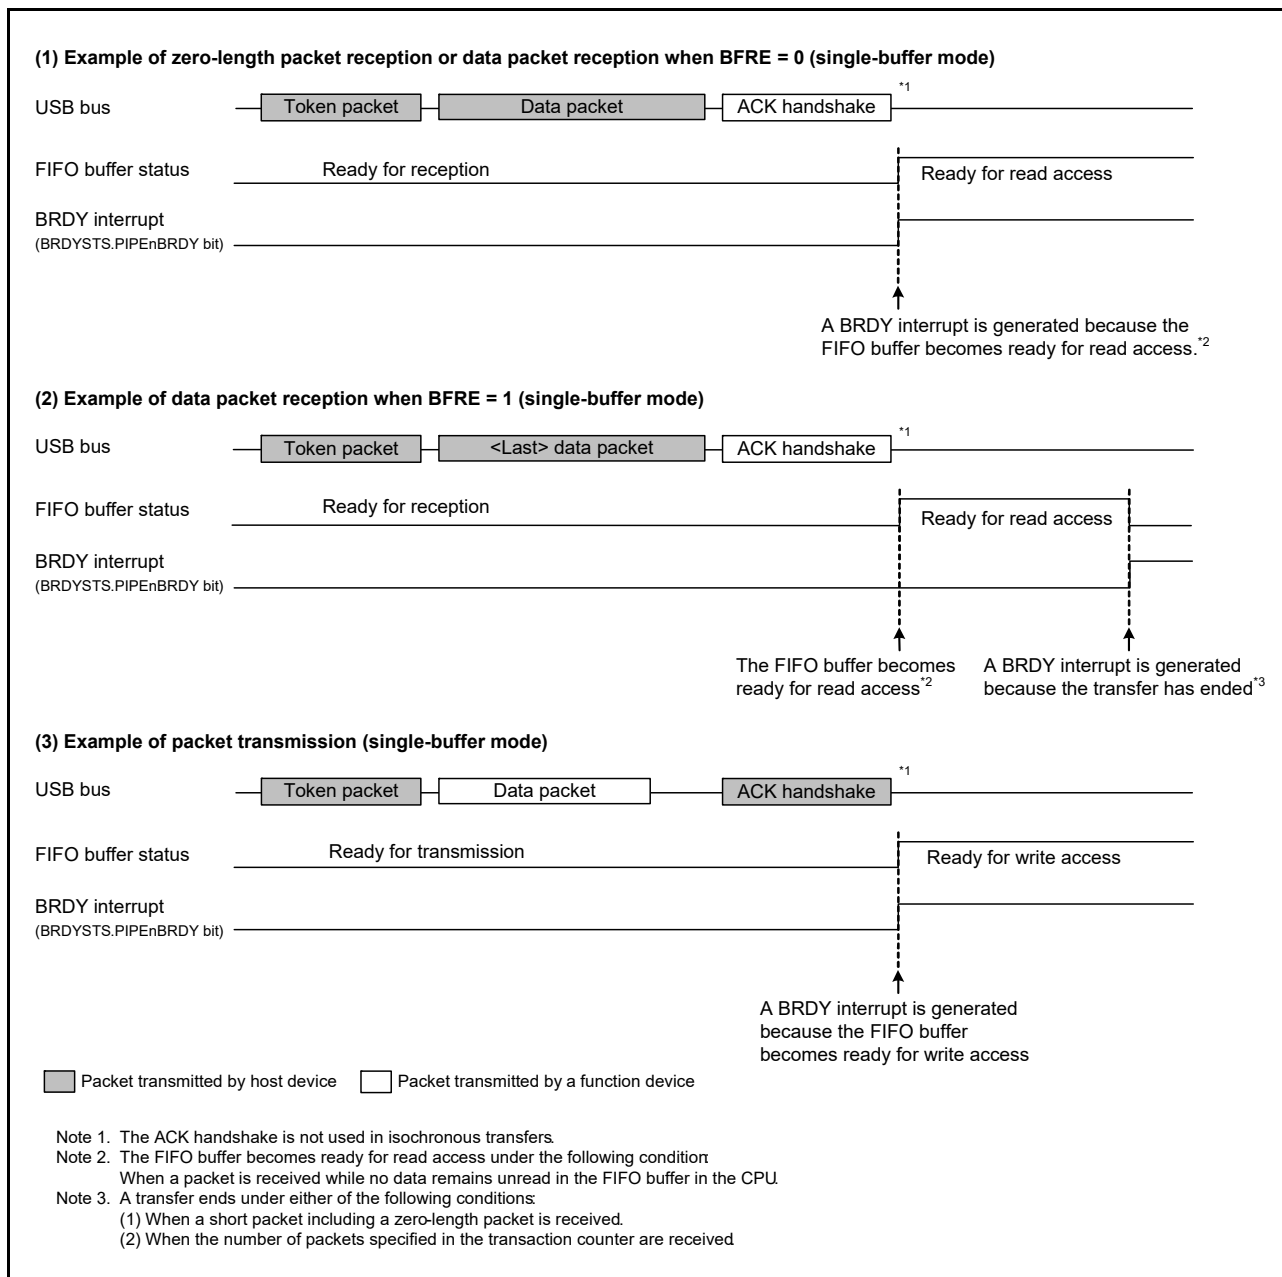 (1) Example of zero-length packet reception or data packet reception when BFRE = 0 (single-buffer mode)
USB bus
Token packet
Data packet
ACK handshake
*1
FIFO buffer status
Ready for reception
Ready for read access
BRDY interrupt
(BRDYSTS.PIPEnBRDY bit)
A BRDY interrupt is generated because the
FIFO buffer becomes ready for read access.*2
(2) Example of data packet reception when BFRE = 1 (single-buffer mode)
USB bus
Token packet
<Last> data packet
ACK handshake
*1
FIFO buffer status
Ready for reception
Ready for read access
BRDY interrupt
(BRDYSTS.PIPEnBRDY bit)
The FIFO buffer becomes
ready for read access*2
A BRDY interrupt is generated
because the transfer has ended*3
(3) Example of packet transmission (single-buffer mode)
USB bus
Token packet
Data packet
ACK handshake
*1
FIFO buffer status
Ready for transmission
Ready for write access
BRDY interrupt
(BRDYSTS.PIPEnBRDY bit)
A BRDY interrupt is generated
because the FIFO buffer
becomes ready for write access
Packet transmitted by host device
Packet transmitted by a function device
Note 1. The ACK handshake is not used in isochronous transfers.
Note 2. The FIFO buffer becomes ready for read access under the following condition:
When a packet is received while no data remains unread in the FIFO buffer in the CPU.
Note 3. A transfer ends under either of the following conditions:
(1) When a short packet including a zero-length packet is received.
(2) When the number of packets specified in the transaction counter are received.